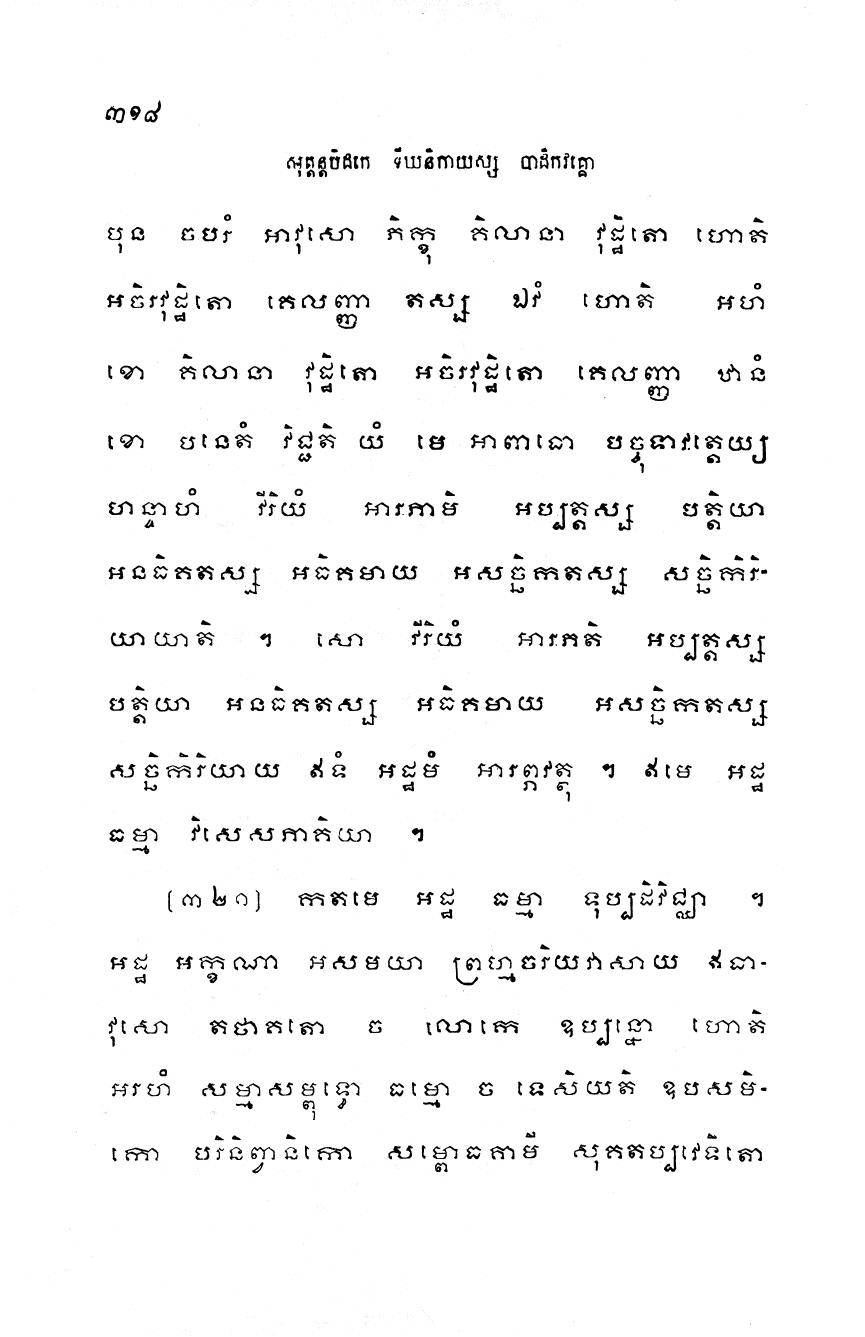 ៣១៨
សុត្តន្តបិដកេ ទីឃនិកាយស្ស បាដិកវគ្គោ
បុន ចបរំ អាវុសោ ភិក្ខុ គិលានា វុដ្ឋិតោ ហោតិ
អចិរវុដ្ឋិតោ គេលញ្ញា តស្ស ឯវំ ហោតិ អហំ
ខោ គិលានា វុដ្ឋិតោ អចិរវុដ្ឋិតោ គេលញ្ញា ឋានំ
ខោ បនេតំ វិជ្ជតិ យំ មេ អាពាធោ បច្ចុទាវត្តេយ្យ
ហន្ទាហំ វីរិយំ អារភាមិ អប្បត្តស្ស បត្តិយា
អនធិគតស្ស អធិគមាយ អសច្ឆិកតស្ស សច្ឆិកិរិ-
យាយាតិ ។ សោ វីរិយំ អារភតិ អប្បត្តស្ស
បត្តិយា អនធិគតស្ស អធិគមាយ អសច្ឆិកតស្ស
សច្ឆិកិរិយាយ ឥទំ អដ្ឋមំ អារព្ភវត្ថុ ។ ឥមេ អដ្ឋ
ធម្មា វិសេសភាគិយា ។
[៣២១] កតមេ អដ្ឋ ធម្មា ទុប្បដិវិជ្ឈា ។
អដ្ឋ អក្ខណា អសមយា ព្រហ្មចរិយវាសាយ ឥធា-
វុសោ តថាគតោ ច លោកេ ឧប្បន្នោ ហោតិ
អរហំ សម្មាសម្ពុទ្ធោ ធម្មោ ច ទេសិយតិ ឧបសមិ-
កោ បរិនិព្វានិកោ សម្ពោធគាមី សុគតប្បវេទិតោ